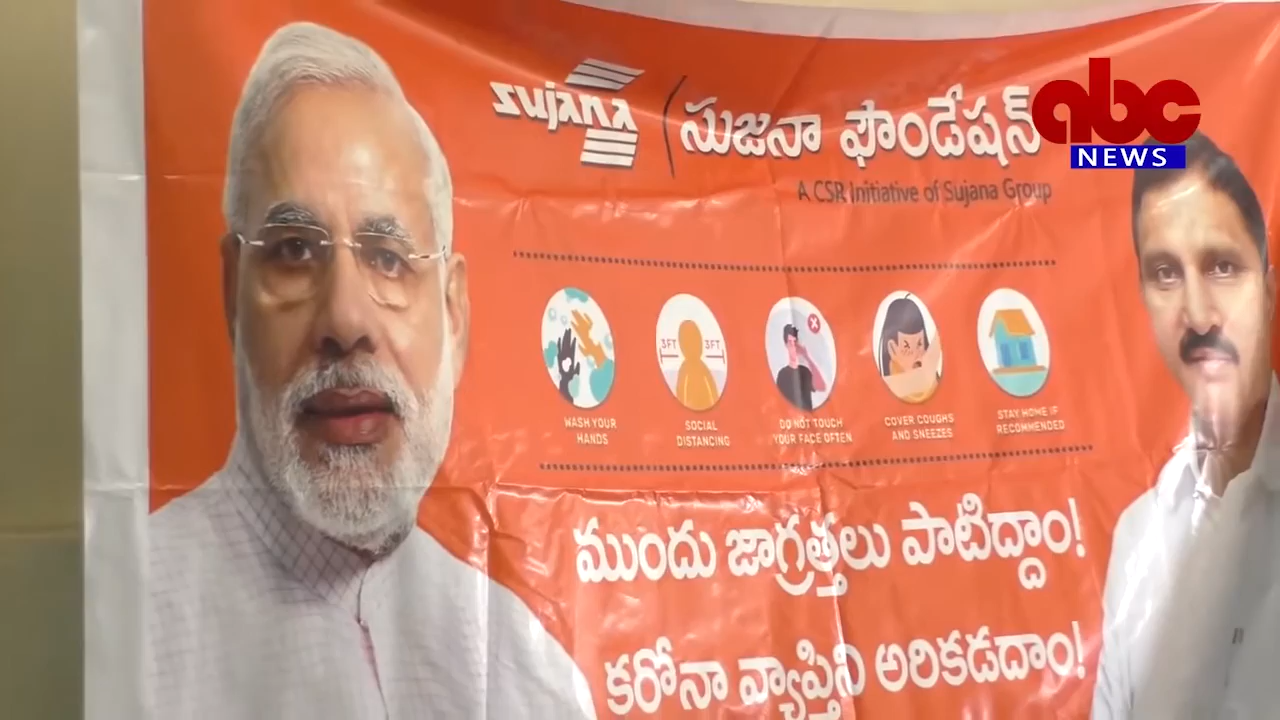 sujana
సుజనా ఫౌండేషన్
A CSR Initiative of Sujana Group
abc
NEWS
3FT 3FT
WASH YOUR
HANDS
SOCIAL
DISTANCING
DO NOT TOUCH
YOUR FACE OFTEN
COVER COUGHS
AND SNEEZES
STAY HOME IF
RECOMMENDED
ముందు జాగ్రత్తలు పాటిద్దాం!
కరోనా వ్యాప్తిని అరికడదాం!